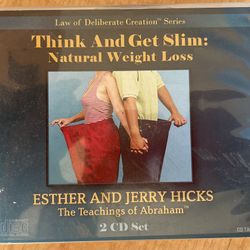 Law of Deliberate Creation™ Series
Think And Get Slim:
Natural Weight Loss
ESTHER AND JERRY HICKS
The Teachings of Abraham™
2 CD Set